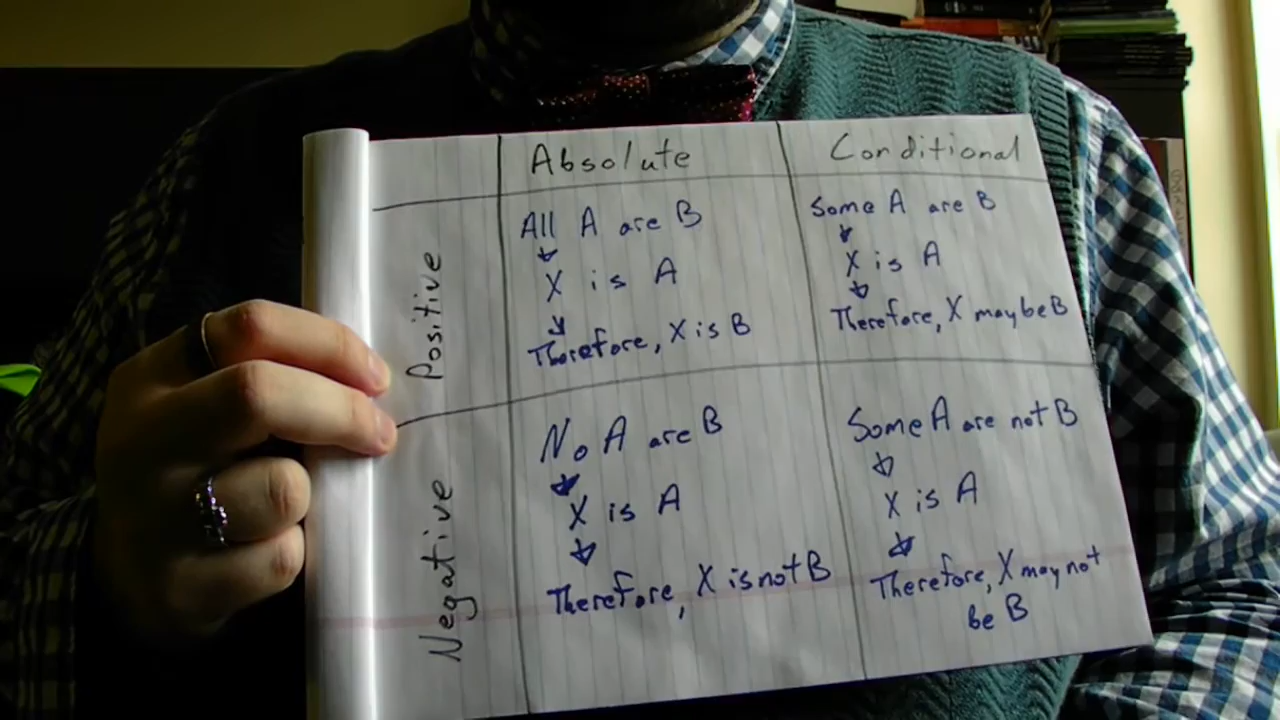 Absolute
Conditional
Positive
All A are B
X is A
Therefore, X is B
Some A are B
X is A
Therefore, X may be B
Negative
No A are B
X is A
Therefore, X is not B
Some A are not B
X is A
Therefore, X may not
be B